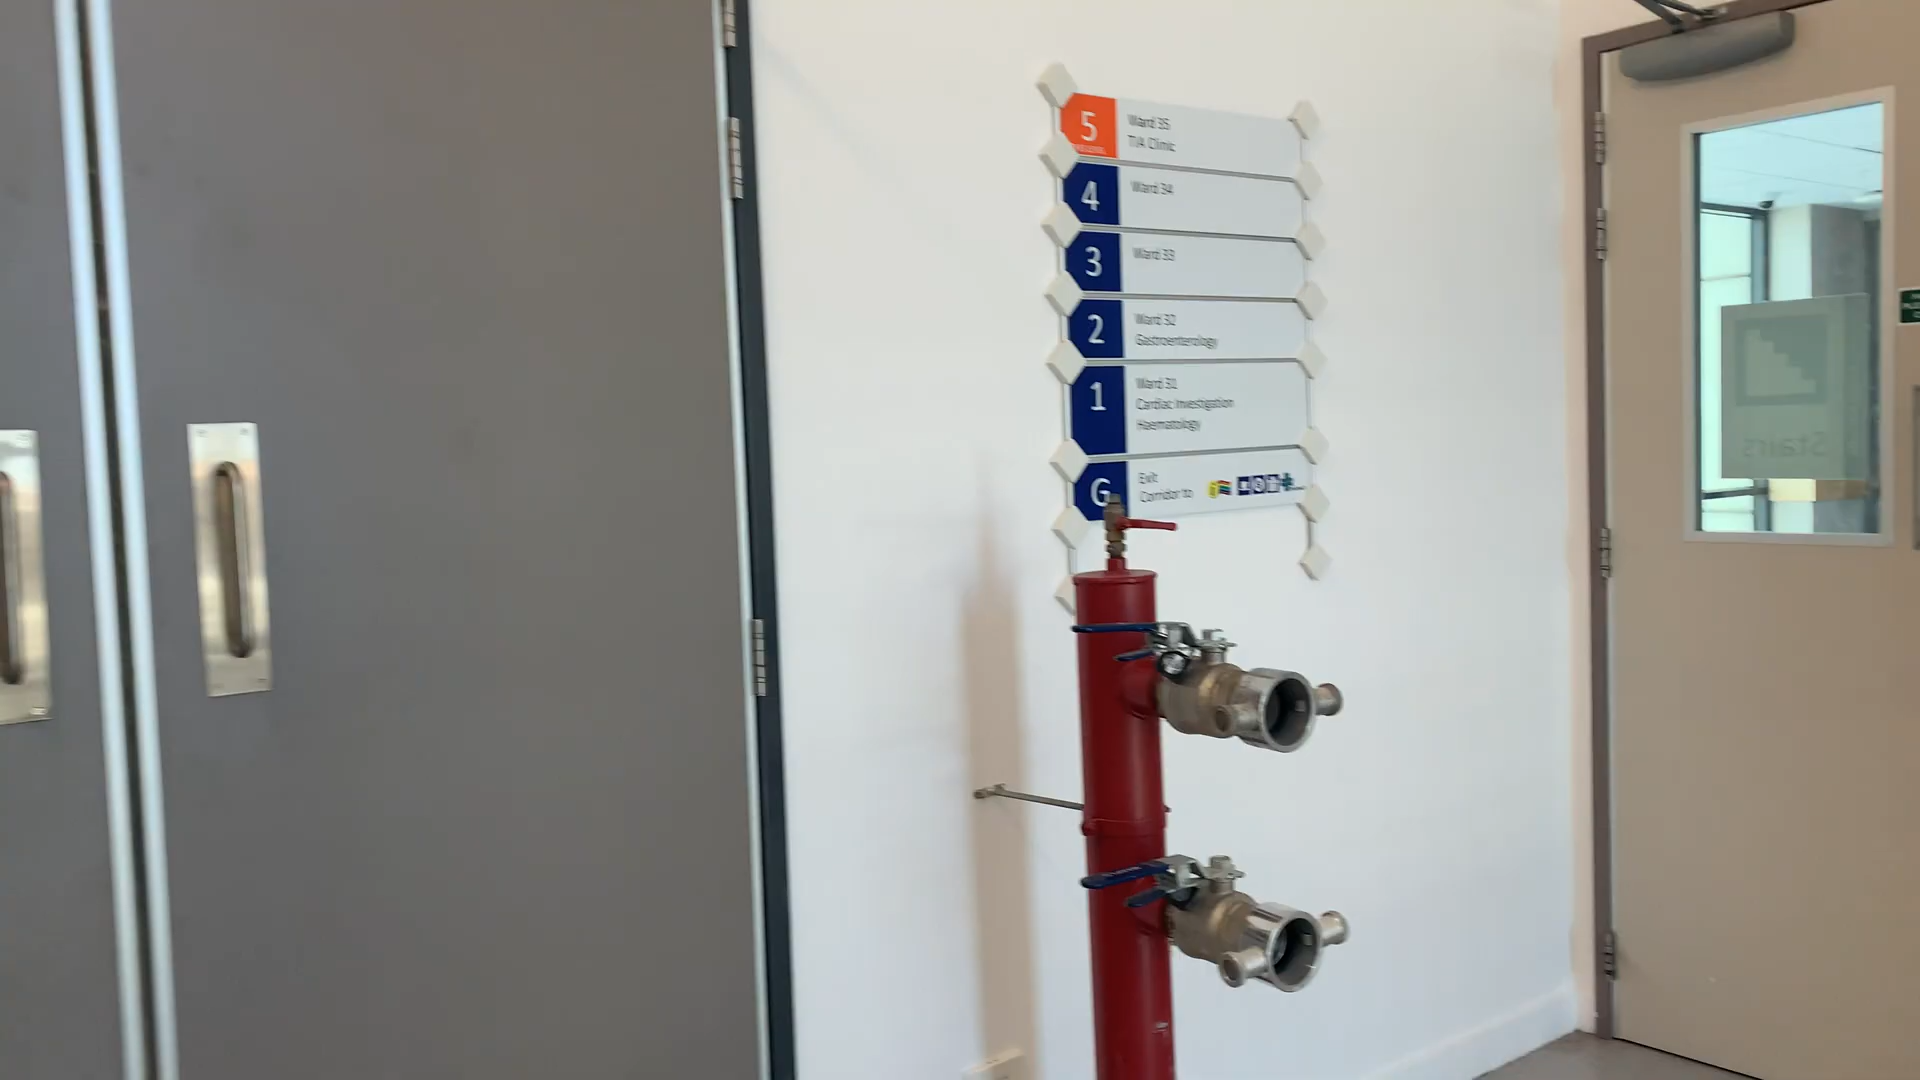 5
Ward 35
TIA Clinic
4
Ward 34
3
Ward 33
2
Ward 32
Gastroenterology
1
Ward 31
Cardiac Investigation
Haematology
G
Exit
Corridor to
Stairs